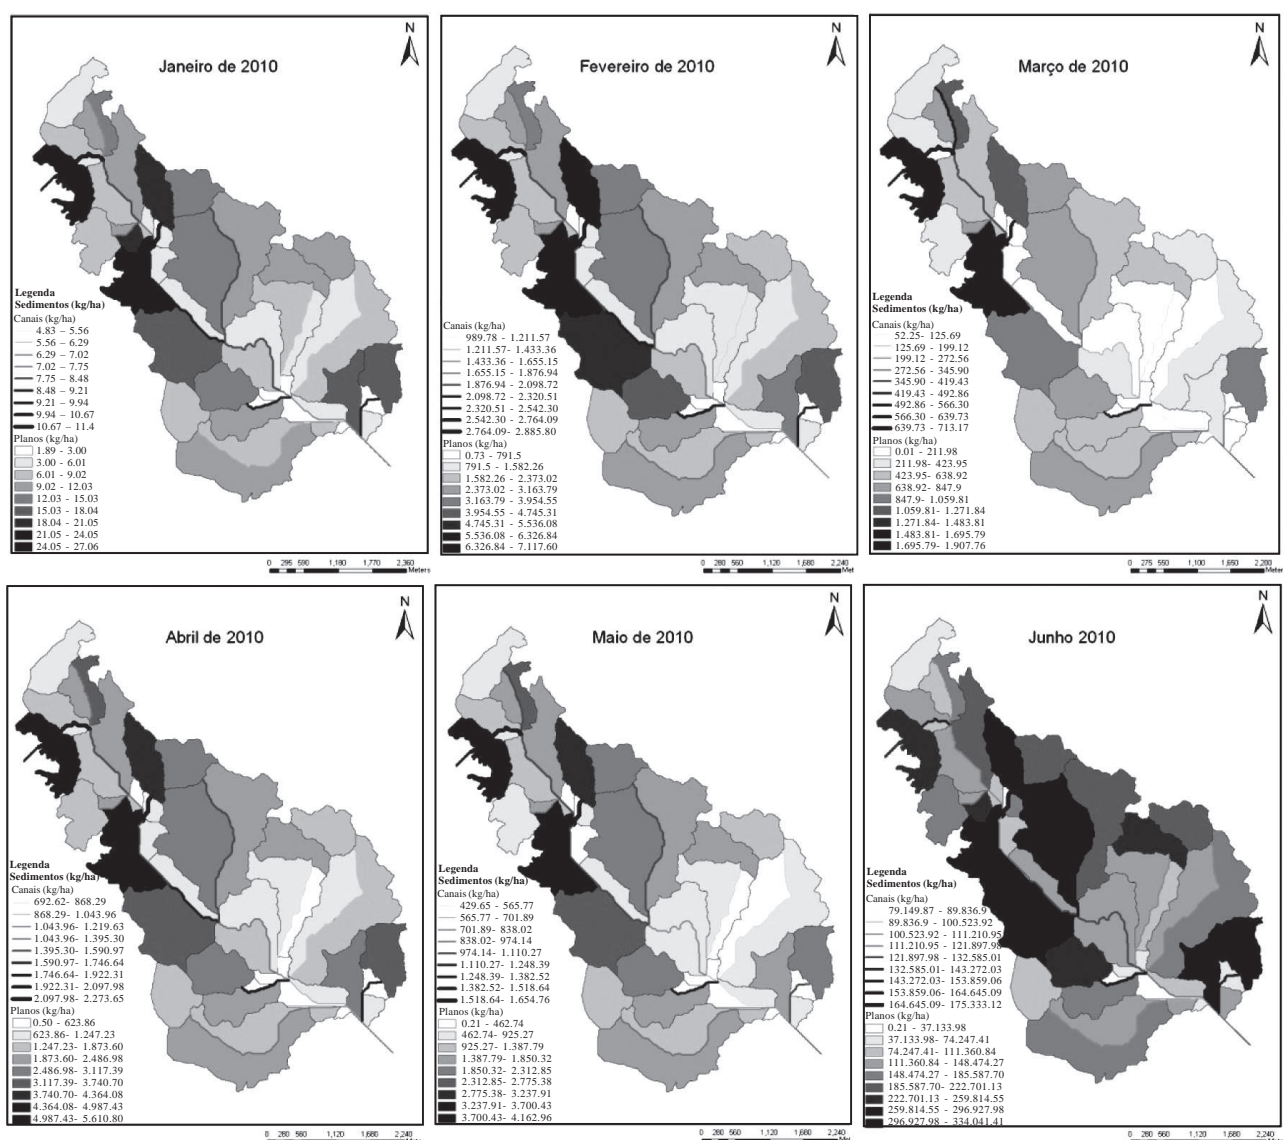 N
Janeiro de 2010
Legenda
Sedimentos (kg/ha)
Canais (kg/ha)
4.83 – 5.56
5.56 – 6.29
6.29 – 7.02
7.02 – 7.75
7.75 – 8.48
8.48 – 9.21
9.21 – 9.94
9.94 – 10.67
10.67 – 11.4
Planos (kg/ha)
1.89 - 3.00
3.00 - 6.01
6.01 - 9.02
9.02 - 12.03
12.03 - 15.03
15.03 - 18.04
18.04 - 21.05
21.05 - 24.05
24.05 - 27.06
0 295 590 1,180 1,770 2,360
Meters
N
Fevereiro de 2010
Canais (kg/ha)
989.78 - 1.211.57
1.211.57- 1.433.36
1.433.36 - 1.655.15
1.655.15 - 1.876.94
1.876.94 - 2.098.72
2.098.72 - 2.320.51
2.320.51 - 2.542.30
2.542.30 - 2.764.09
2.764.09- 2.885.80
Planos (kg/ha)
0.73 - 791.5
791.5 - 1.582.26
1.582.26 - 2.373.02
2.373.02 - 3.163.79
3.163.79 - 3.954.55
3.954.55 - 4.745.31
4.745.31 - 5.536.08
5.536.08 - 6.326.84
6.326.84 - 7.117.60
0 280 560 1,120 1,680 2,240
Met
N
Março de 2010
Legenda
Sedimentos (kg/ha)
Canais (kg/ha)
52.25- 125.69
125.69 - 199.12
199.12 - 272.56
272.56 - 345.90
345.90 - 419.43
419.43 - 492.86
492.86 - 566.30
566.30 - 639.73
639.73 - 713.17
Planos (kg/ha)
0.01 - 211.98
211.98- 423.95
423.95- 638.92
638.92 - 847.9
847.9 - 1.059.81
1.059.81- 1.271.84
1.271.84- 1.483.81
1.483.81- 1.695.79
1.695.79- 1.907.76
0 275 550 1,100 1,650 2,200
Meters
N
Abril de 2010
Legenda
Sedimentos (kg/ha)
Canais (kg/ha)
692.62- 868.29
868.29- 1.043.96
1.043.96- 1.219.63
1.043.96- 1.395.30
1.395.30- 1.590.97
1.590.97- 1.746.64
1.746.64- 1.922.31
1.922.31- 2.097.98
2.097.98- 2.273.65
Planos (kg/ha)
0.50 - 623.86
623.86- 1.247.23
1.247.23 - 1.873.60
1.873.60 - 2.486.98
2.486.98 - 3.117.39
3.117.39- 3.740.70
3.740.70 - 4.364.08
4.364.08- 4.987.43
4.987.43- 5.610.80
0 280 560 1,120 1,680 2,240
N
Maio de 2010
Legenda
Sedimentos (kg/ha)
Canais (kg/ha)
429.65 - 565.77
565.77 - 701.89
701.89- 838.02
838.02 - 974.14
974.14- 1.110.27
1.110.27- 1.248.39
1.248.39- 1.382.52
1.382.52- 1.518.64
1.518.64- 1.654.76
Planos (kg/ha)
0.21 - 462.74
462.74- 925.27
925.27- 1.387.79
1.387.79- 1.850.32
1.850.32- 2.312.85
2.312.85- 2.775.38
2.775.38- 3.237.91
3.237.91- 3.700.43
3.700.43- 4.162.96
0 280 560 1,120 1,680 2,240
N
Junho 2010
Legenda
Sedimentos (kg/ha)
Canais (kg/ha)
79.149.87 - 89.836.9
89.836.9 - 100.523.92
100.523.92 - 111.210.95
111.210.95 - 121.897.98
121.897.98 - 132.585.01
132.585.01 - 143.272.03
143.272.03- 153.859.06
153.859.06- 164.645.09
164.645.09- 175.333.12
Planos (kg/ha)
0.21 - 37.133.98
37.133.98- 74.247.41
74.247.41- 111.360.84
111.360.84 - 148.474.27
148.474.27 - 185.587.70
185.587.70- 222.701.13
222.701.13 - 259.814.55
259.814.55 - 296.927.98
296.927.98 - 334.041.41
0 280 560 1,120 1,680 2,240